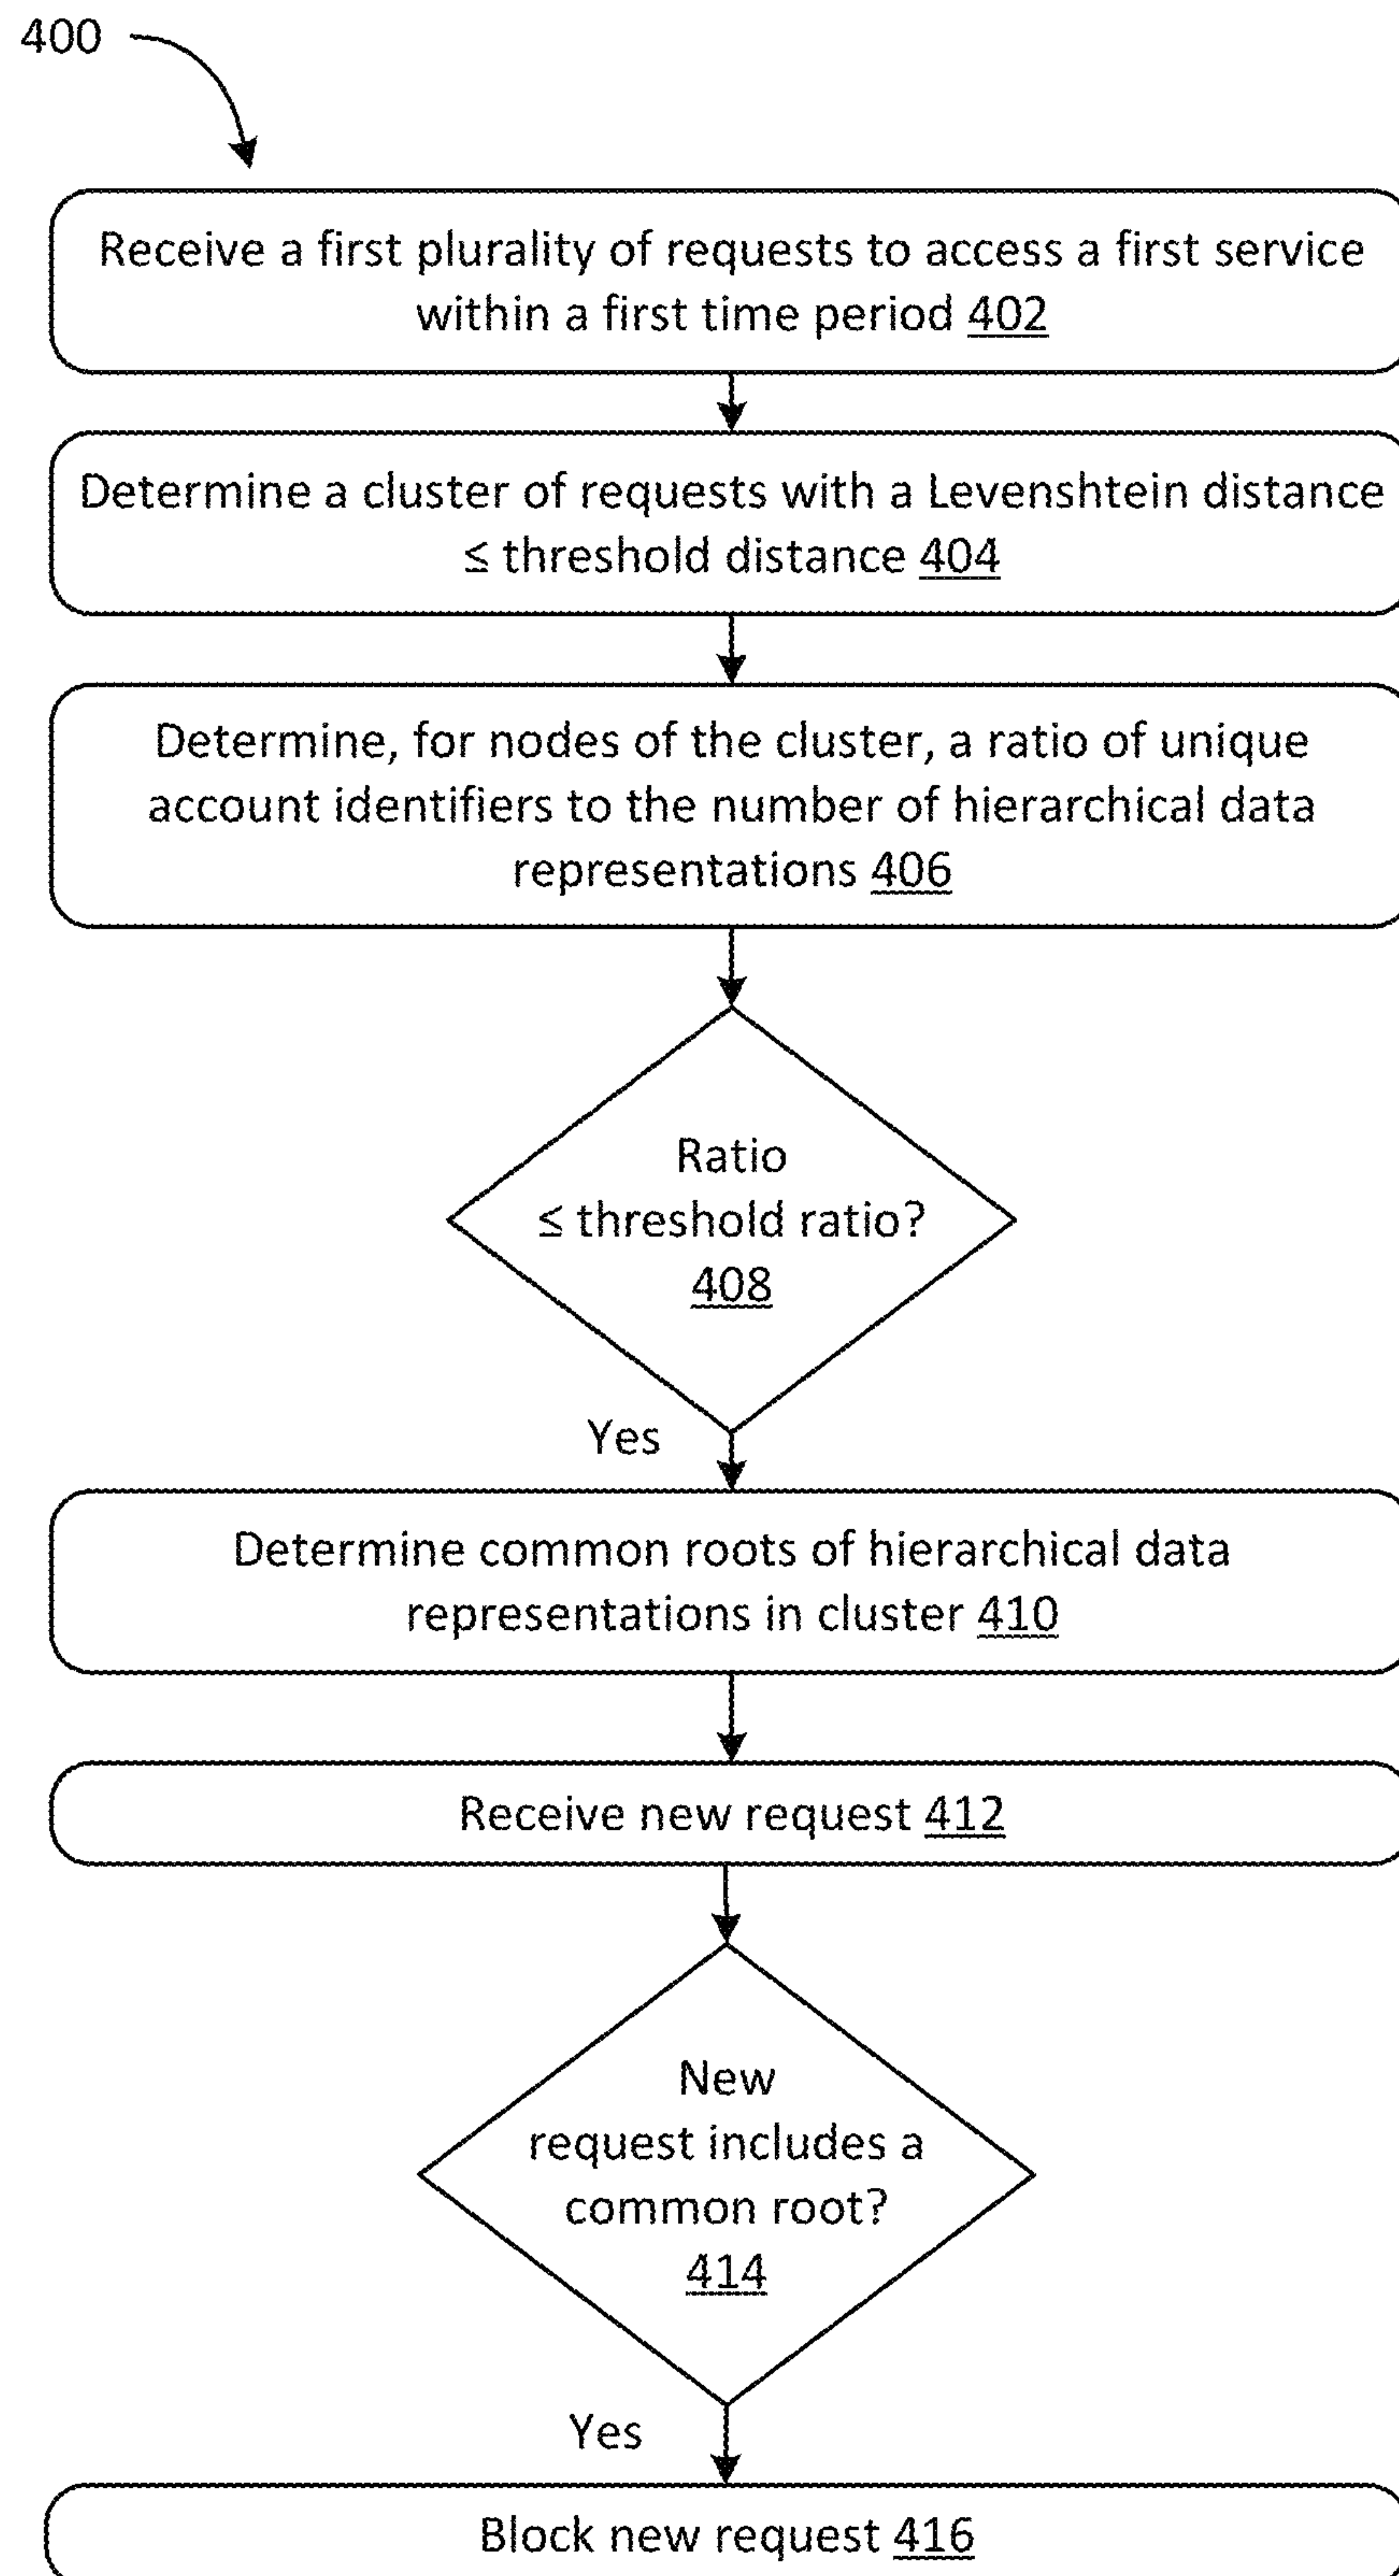 400
Receive a first plurality of requests to access a first service
within a first time period 402
Determine a cluster of requests with a Levenshtein distance
≤ threshold distance 404
Determine, for nodes of the cluster, a ratio of unique
account identifiers to the number of hierarchical data
representations 406
Ratio
≤ threshold ratio?
408
Yes
Determine common roots of hierarchical data
representations in cluster 410
Receive new request 412
New
request includes a
common root?
414
Yes
Block new request 416